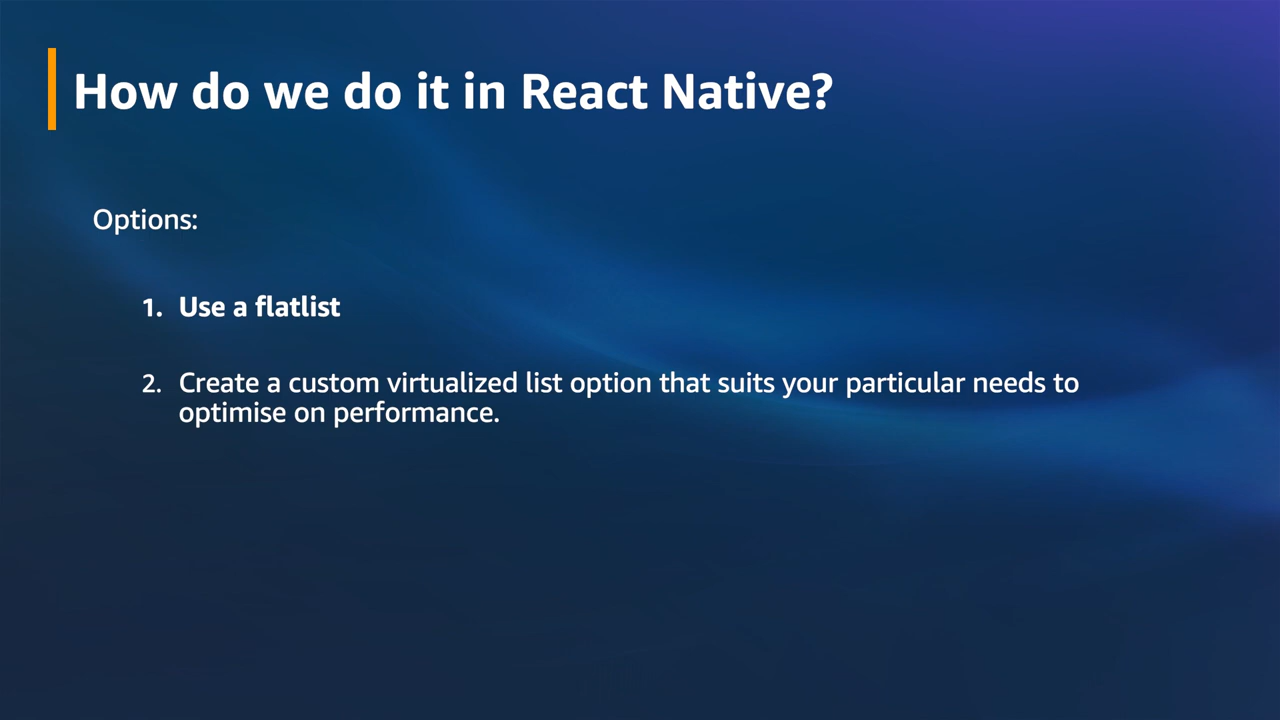 How do we do it in React Native?
Options:
1. Use a flatlist
2. Create a custom virtualized list option that suits your particular needs to
optimise on performance.